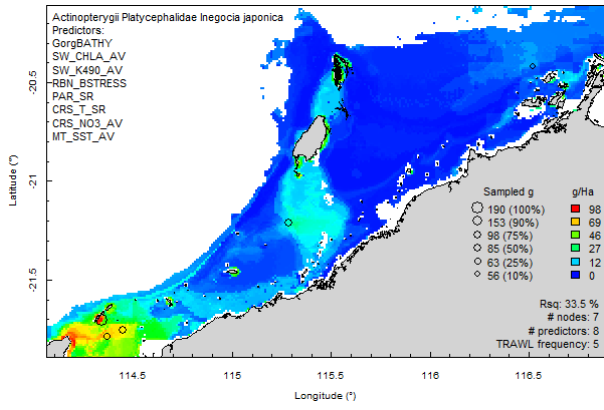 Actinopterygii Platycephalidae Inegocia japonica
Predictors:
GorgBATHY
SW_CHLA_AV
SW_K490_AV
RBN_BSTRESS
PAR_SR
CRS_T_SR
CRS_NO3_AV
MT_SST_AV
Latitude (°)
-20.5
-21
-21.5
Sampled g
190 (100%)
153 (90%)
98 (75%)
85 (50%)
63 (25%)
56 (10%)
g/Ha
98
69
46
27
12
0
Rsq: 33.5 %
# nodes: 7
# predictors: 8
TRAWL frequency: 5
114.5
115
115.5
116
116.5
Longitude (°)